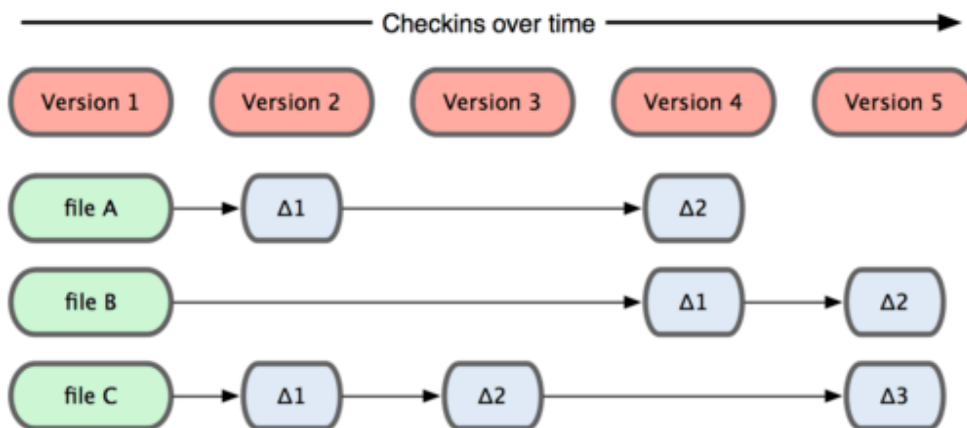 Checkins over time
Version 1 Version 2 Version 3 Version 4 Version 5
file A Δ1 Δ2
file B Δ1 Δ2
file C Δ1 Δ2 Δ3